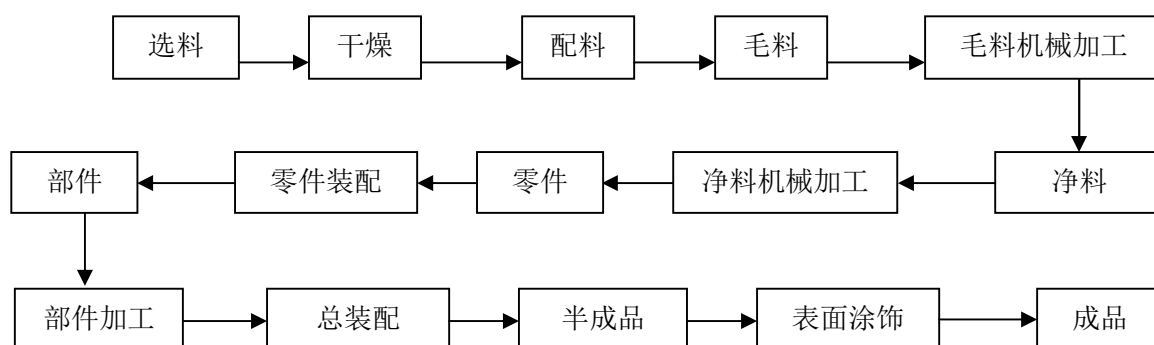 选料 干燥 配料 毛料 毛料机械加工
部件 零件装配 零件 净料机械加工 净料
部件加工 总装配 半成品 表面涂饰 成品